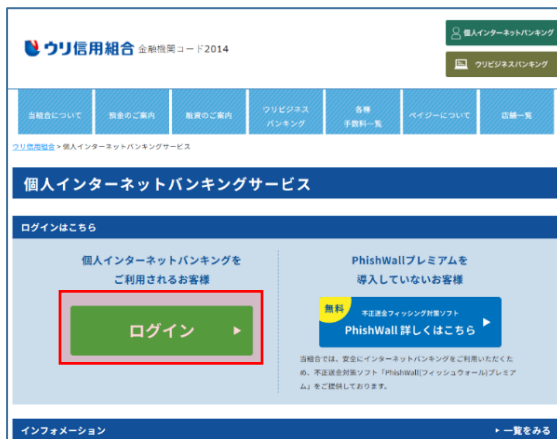 個人インターネットバンキング
ウリ信用組合 金融機関コード2014
ウリビジネスバンキング
当組合について
預金のご案内
融資のご案内
ウリビジネス
バンキング
各種
手数料一覧
ペイジーについて
店舗一覧
ウリ信用組合 > 個人インターネットバンキングサービス
個人インターネットバンキングサービス
ログインはこちら
個人インターネットバンキングを
ご利用されるお客様
ログイン
PhishWallプレミアムを
導入していないお客様
無料
不正送金フィッシング対策ソフト
PhishWall 詳しくはこちら
当組合では、安全にインターネットバンキングをご利用いただくた
め、不正送金対策ソフト「PhishWall(フィッシュウォール)プレミア
ム」をご提供しております。
インフォメーション
一覧をみる